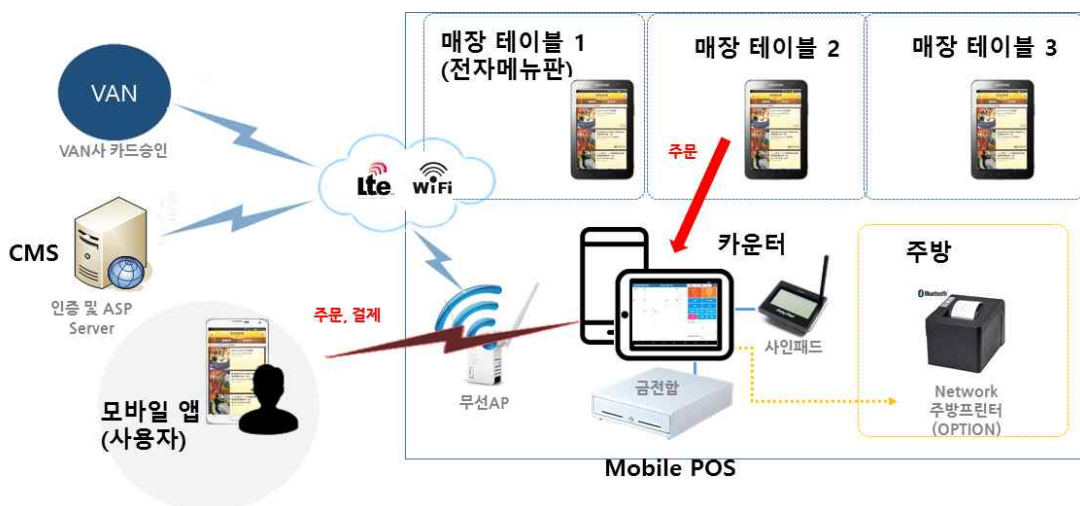 매장 테이블 1
(전자메뉴판)
매장 테이블 2
매장 테이블 3
VAN
VAN사 카드승인
Lte
WiFi
주문
CMS
인증 및 ASP
Server
카운터
주방
Bluetooth
사인패드
주문, 결제
무선AP
금전함
Network
주방프린터
(OPTION)
모바일 앱
(사용자)
Mobile POS